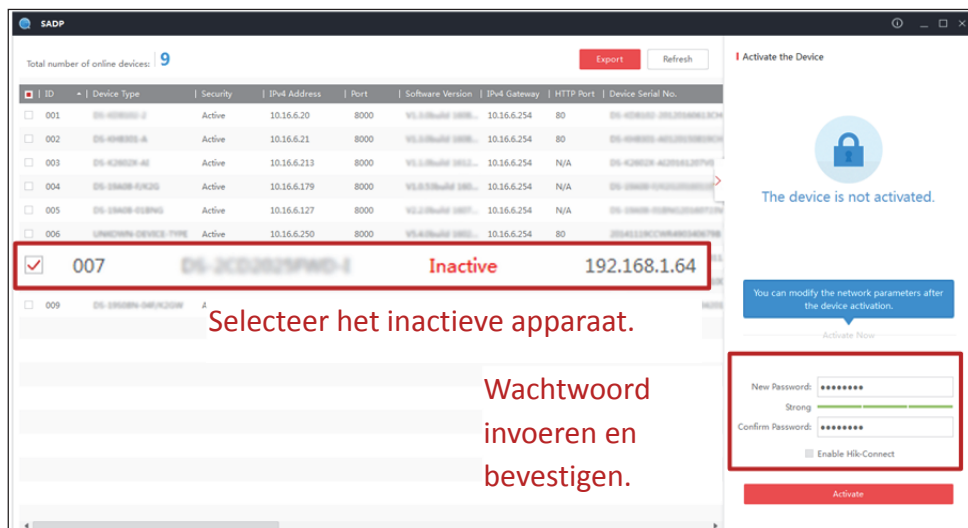 SADP
Total number of online devices: 9
Export
Refresh
ID Device Type Security IPv4 Address Port Software Version IPv4 Gateway HTTP Port Device Serial No.
001 Active 10.16.6.20 8000 10.16.6.254 80
002 Active 10.16.6.21 8000 10.16.6.254 80
003 Active 10.16.6.213 8000 10.16.6.254 N/A
004 Active 10.16.6.179 8000 10.16.6.254 N/A
005 Active 10.16.6.127 8000 10.16.6.254 N/A
006 Active 10.16.6.250 8000 10.16.6.254 80
007 Inactive 192.168.1.64
009
Selecteer het inactieve apparaat.
Wachtwoord
invoeren en
bevestigen.
Activate the Device
The device is not activated.
You can modify the network parameters after
the device activation.
Activate Now
New Password: ••••••••
Strong
Confirm Password: ••••••••
Enable Hik-Connect
Activate